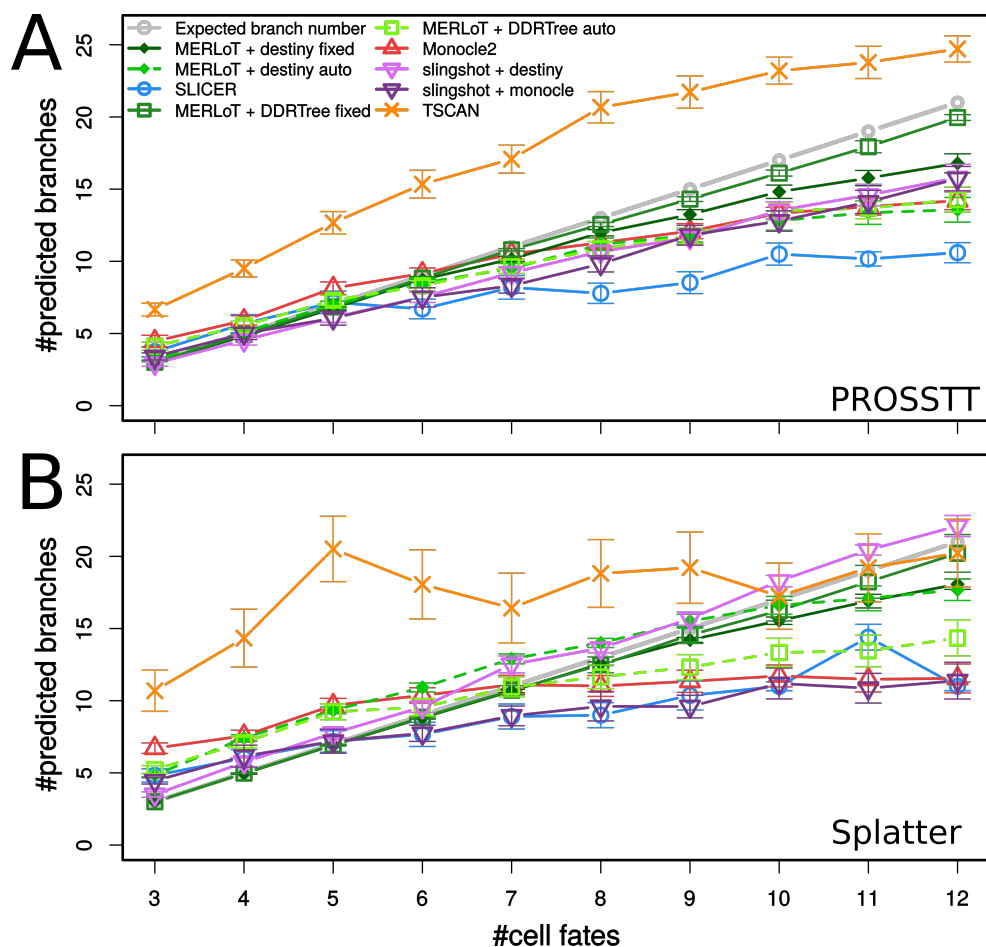 A
Expected branch number
MERLoT + destiny fixed
MERLoT + destiny auto
SLICER
MERLoT + DDRTree fixed
MERLoT + DDRTree auto
Monocle2
slingshot + destiny
slingshot + monocle
TSCAN
#predicted branches
25
20
15
10
5
0
PROSSTT
B
#predicted branches
25
20
15
10
5
0
Splatter
3 4 5 6 7 8 9 10 11 12
#cell fates